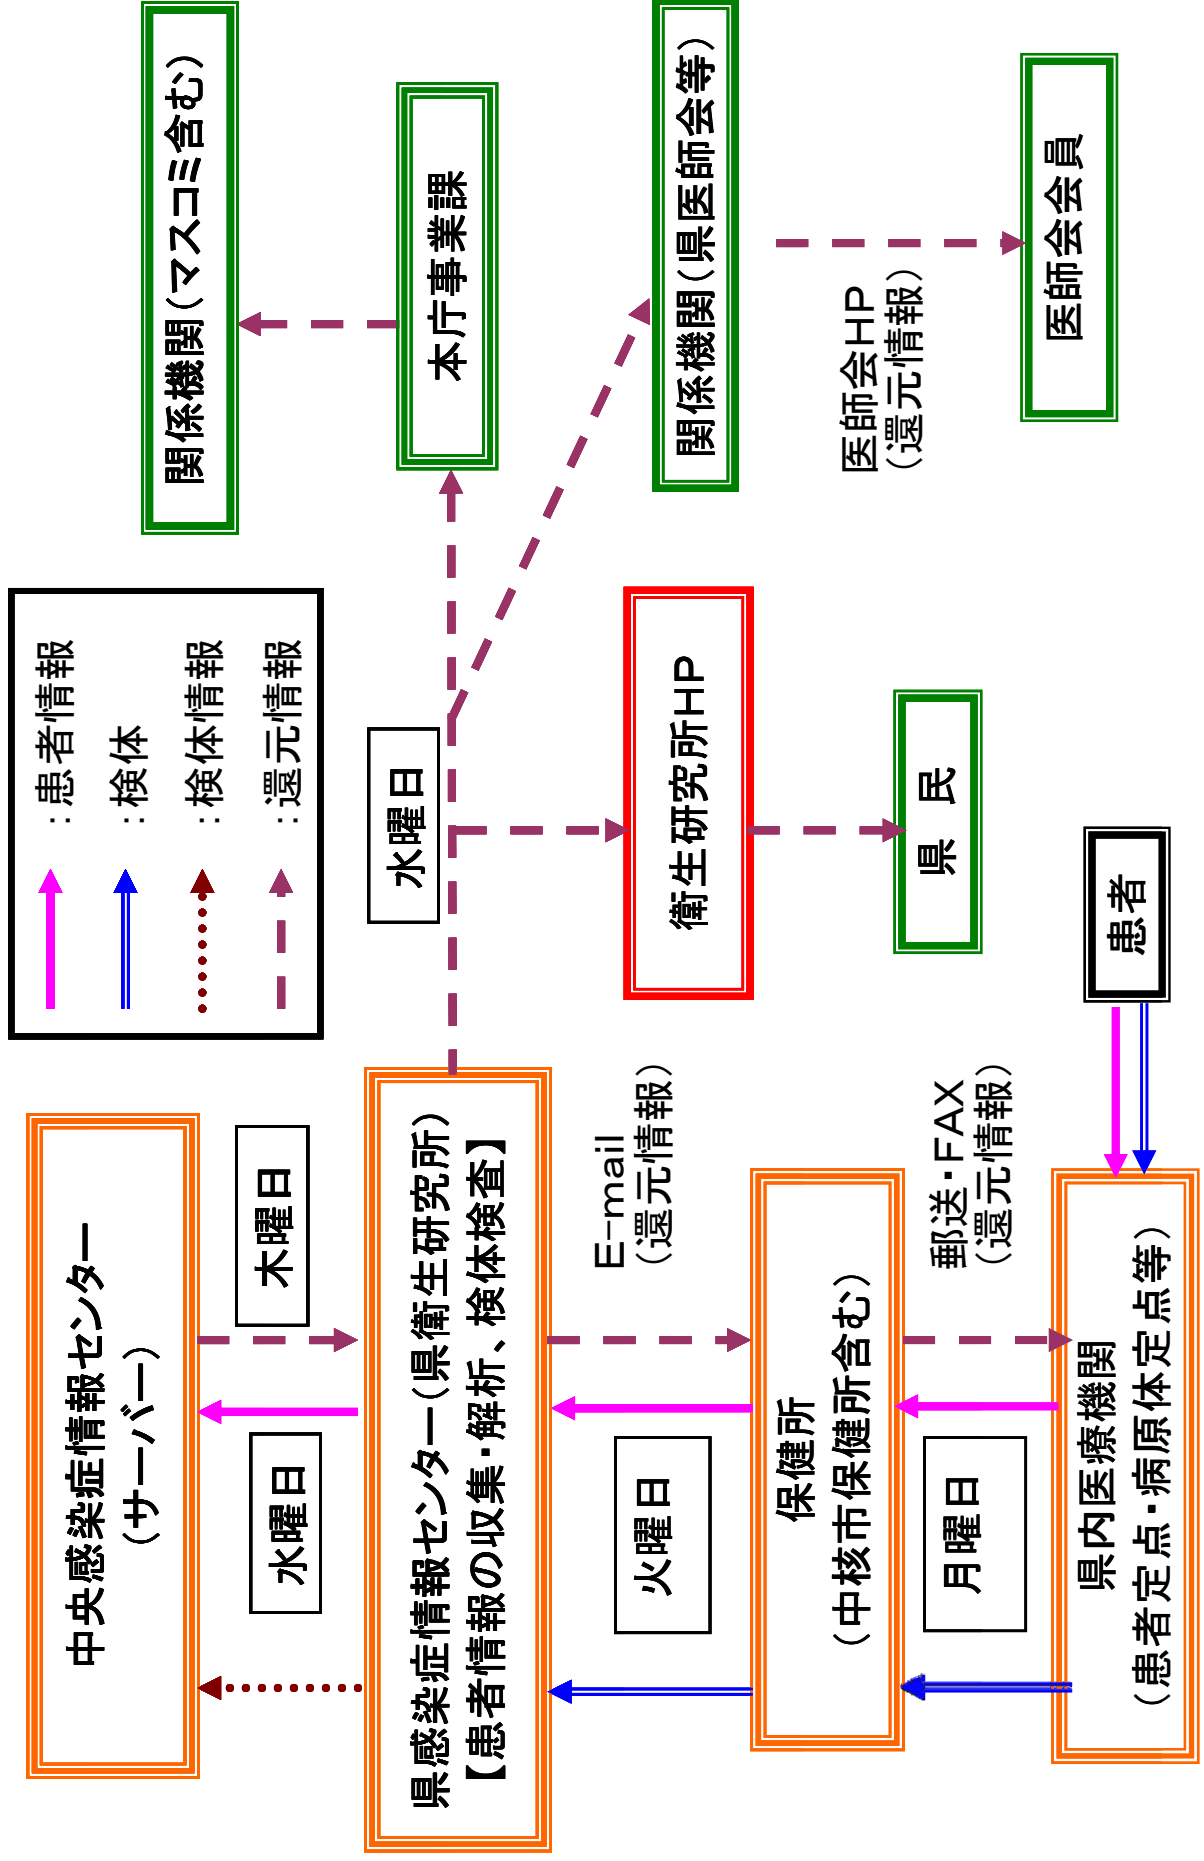 中央感染症情報センター
（サーバー）
木曜日
水曜日
県感染症情報センター（県衛生研究所）
【患者情報の収集・解析、検体検査】
E-mail
（還元情報）
火曜日
保健所
（中核市保健所含む）
郵送・FAX
（還元情報）
月曜日
県内医療機関
（患者定点・病原体定点等）
：患者情報
：検体
：検体情報
：還元情報
水曜日
衛生研究所HP
県　民
患者
関係機関（マスコミ含む）
本庁事業課
関係機関（県医師会等）
医師会HP
（還元情報）
医師会会員